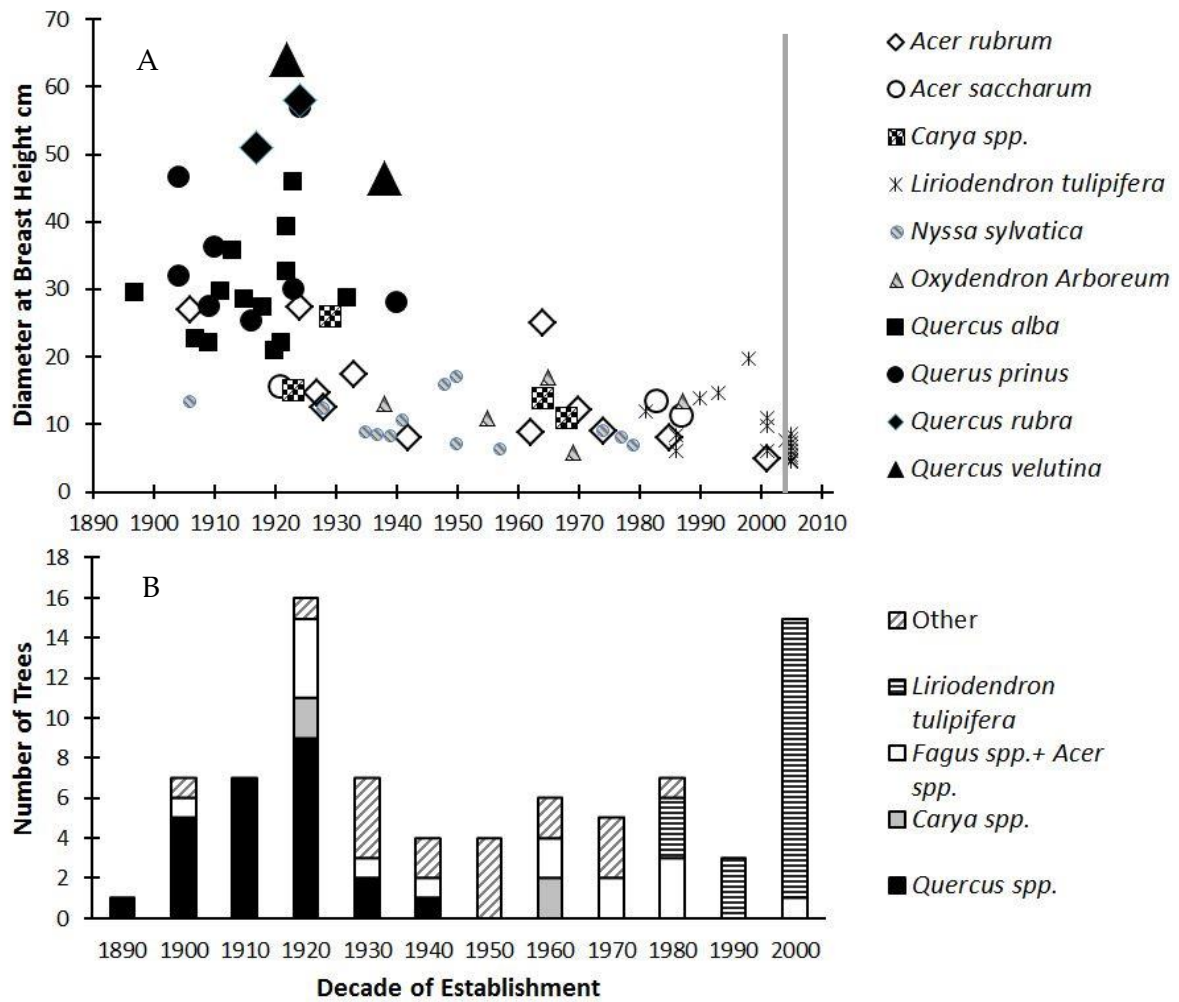 A
Diameter at Breast Height cm
70
60
50
40
30
20
10
0
1890 1900 1910 1920 1930 1940 1950 1960 1970 1980 1990 2000 2010
Acer rubrum
Acer saccharum
Carya spp.
Liriodendron tulipifera
Nyssa sylvatica
Oxydendron Arboreum
Quercus alba
Querus prinus
Quercus rubra
Quercus velutina
B
Number of Trees
18
16
14
12
10
8
6
4
2
0
1890 1900 1910 1920 1930 1940 1950 1960 1970 1980 1990 2000
Decade of Establishment
Other
Liriodendron
tulipifera
Fagus spp.+ Acer
spp.
Carya spp.
Quercus spp.